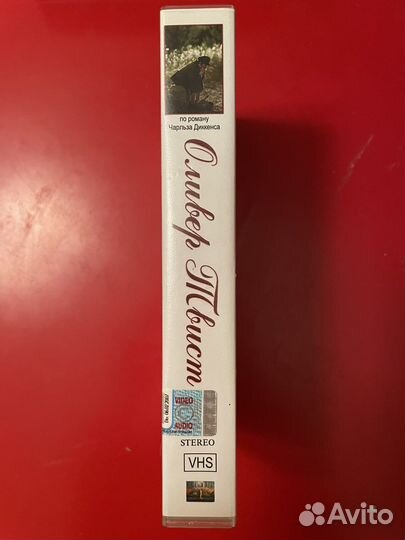 по роману
Чарльза Диккенса
Оливер Твист
VIDEO
AUDIO
STEREO
VHS
Avito